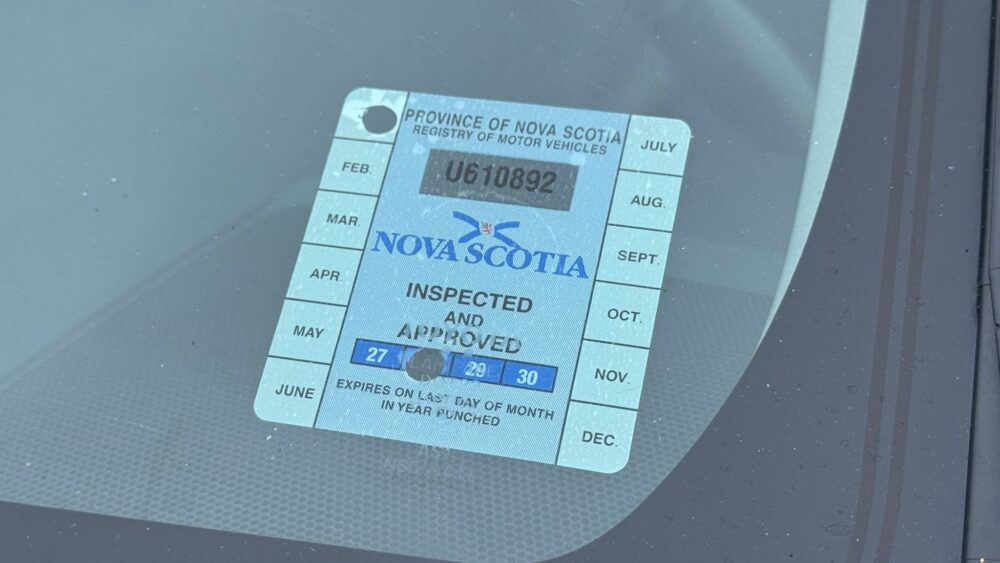 PROVINCE OF NOVA SCOTIA
REGISTRY OF MOTOR VEHICLES
U610892
NOVA SCOTIA
INSPECTED
AND
APPROVED
27 29 30
EXPIRES ON LAST DAY OF MONTH
IN YEAR PUNCHED
FEB.
MAR.
APR.
MAY
JUNE
JULY
AUG.
SEPT.
OCT.
NOV.
DEC.